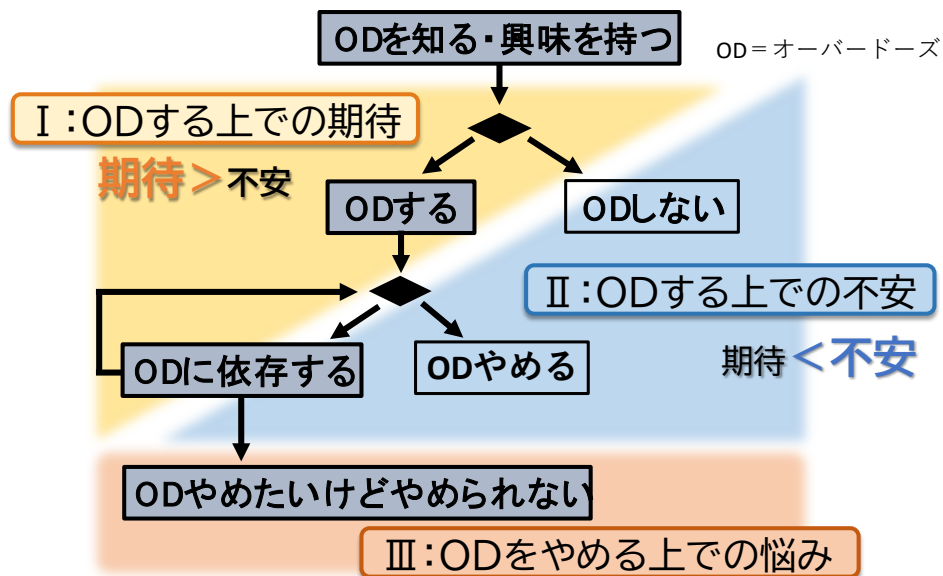 ODを知る・興味を持つ
OD＝オーバードーズ
Ⅰ：ODする上での期待
期待＞不安
ODする
ODしない
Ⅱ：ODする上での不安
期待＜不安
ODに依存する
ODやめる
ODやめたいけどやめられない
Ⅲ：ODをやめる上での悩み